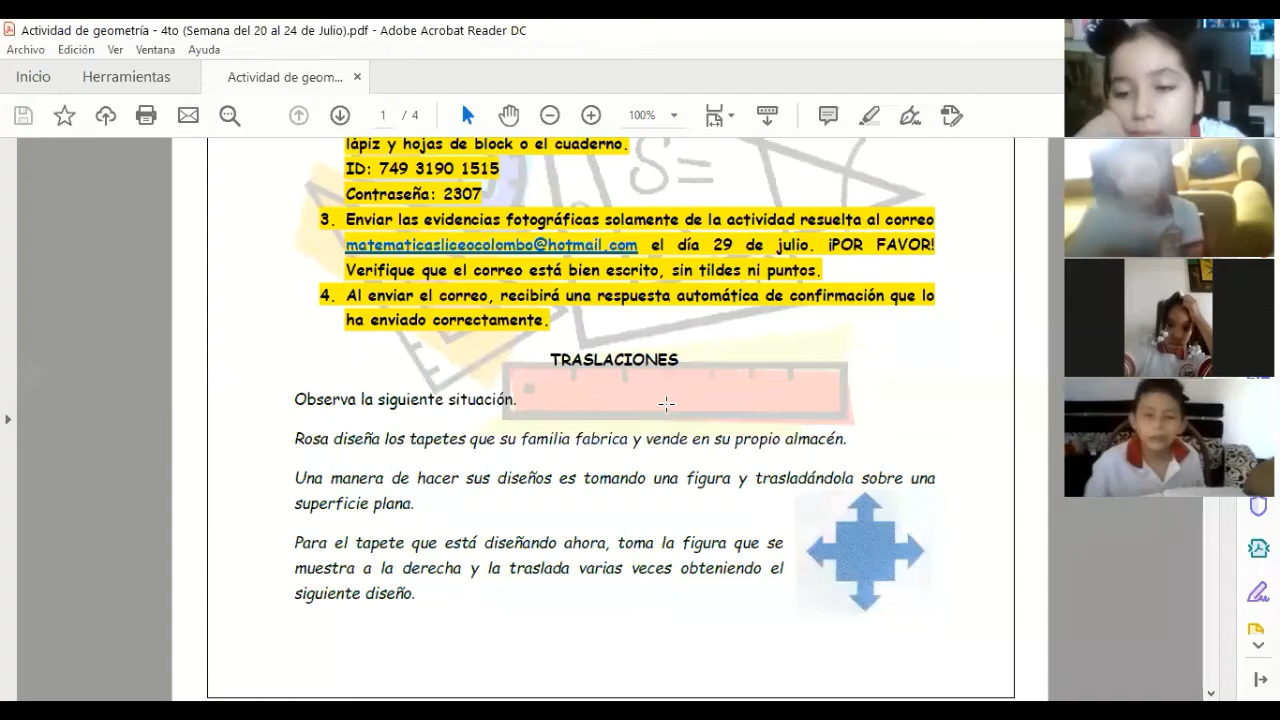 Actividad de geometría - 4to (Semana del 20 al 24 de Julio).pdf - Adobe Acrobat Reader DC
Archivo Edición Ver Ventana Ayuda
Inicio Herramientas Actividad de geom... ×
1 / 4 100%
lápiz y hojas de block o el cuaderno.
ID: 749 3190 1515
Contraseña: 2307
3. Enviar las evidencias fotográficas solamente de la actividad resuelta al correo
matematicasliceocolombo@hotmail.com el día 29 de julio. ¡POR FAVOR!
Verifique que el correo está bien escrito, sin tildes ni puntos.
4. Al enviar el correo, recibirá una respuesta automática de confirmación que lo
ha enviado correctamente.
TRASLACIONES
Observa la siguiente situación.
Rosa diseña los tapetes que su familia fabrica y vende en su propio almacén.
Una manera de hacer sus diseños es tomando una figura y trasladándola sobre una
superficie plana.
Para el tapete que está diseñando ahora, toma la figura que se
muestra a la derecha y la traslada varias veces obteniendo el
siguiente diseño.